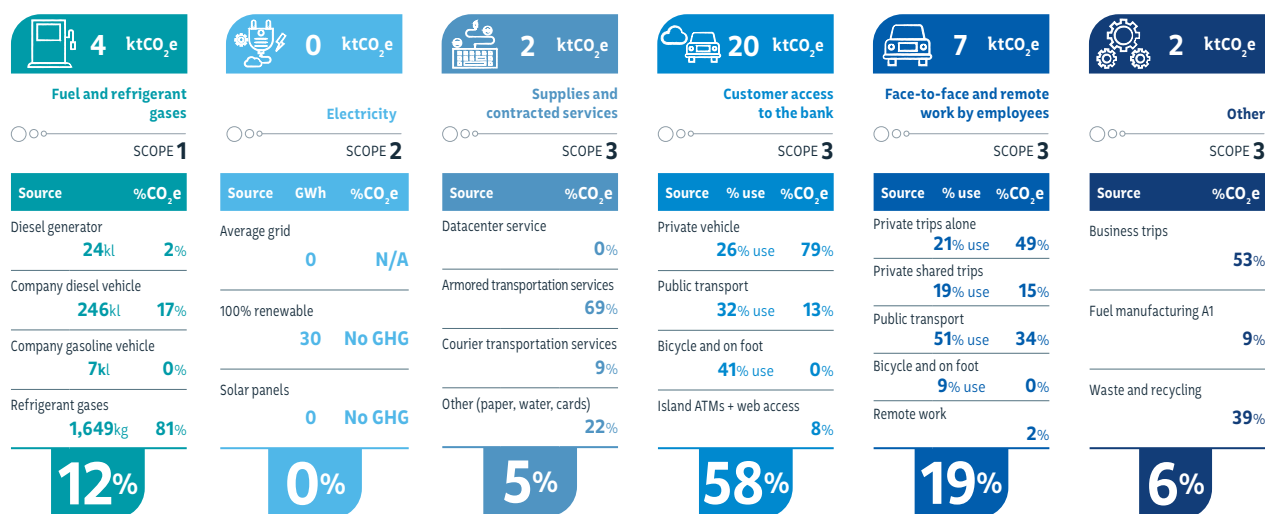 4 ktCO2e
Fuel and refrigerant
gases
SCOPE 1
Source %CO2e
Diesel generator
24kl 2%
Company diesel vehicle
246kl 17%
Company gasoline vehicle
7kl 0%
Refrigerant gases
1,649kg 81%
12%
0 ktCO2e
Electricity
SCOPE 2
Source GWh %CO2e
Average grid
0 N/A
100% renewable
30 No GHG
Solar panels
0 No GHG
0%
2 ktCO2e
Supplies and
contracted services
SCOPE 3
Source %CO2e
Datacenter service
0%
Armored transportation services
69%
Courier transportation services
9%
Other (paper, water, cards)
22%
5%
20 ktCO2e
Customer access
to the bank
SCOPE 3
Source % use %CO2e
Private vehicle
26% use 79%
Public transport
32% use 13%
Bicycle and on foot
41% use 0%
Island ATMs + web access
8%
58%
7 ktCO2e
Face-to-face and remote
work by employees
SCOPE 3
Source % use %CO2e
Private trips alone
21% use 49%
Private shared trips
19% use 15%
Public transport
51% use 34%
Bicycle and on foot
9% use 0%
Remote work
2%
19%
2 ktCO2e
Other
SCOPE 3
Source %CO2e
Business trips
53%
Fuel manufacturing A1
9%
Waste and recycling
39%
6%